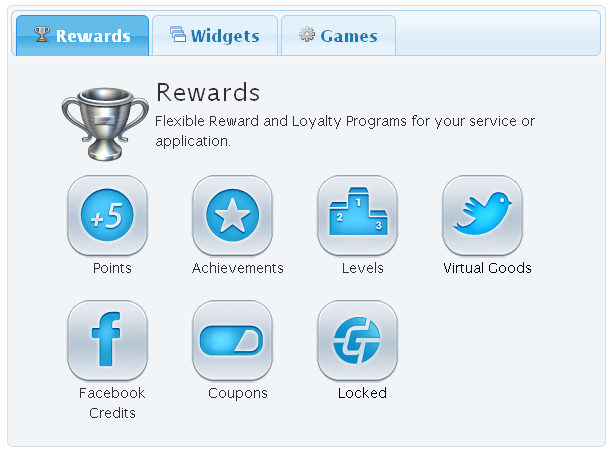 Rewards
Widgets
Games
Rewards
Flexible Reward and Loyalty Programs for your service or
application.
+5
1
2
3
Points
Achievements
Levels
Virtual Goods
Facebook
Credits
Coupons
Locked